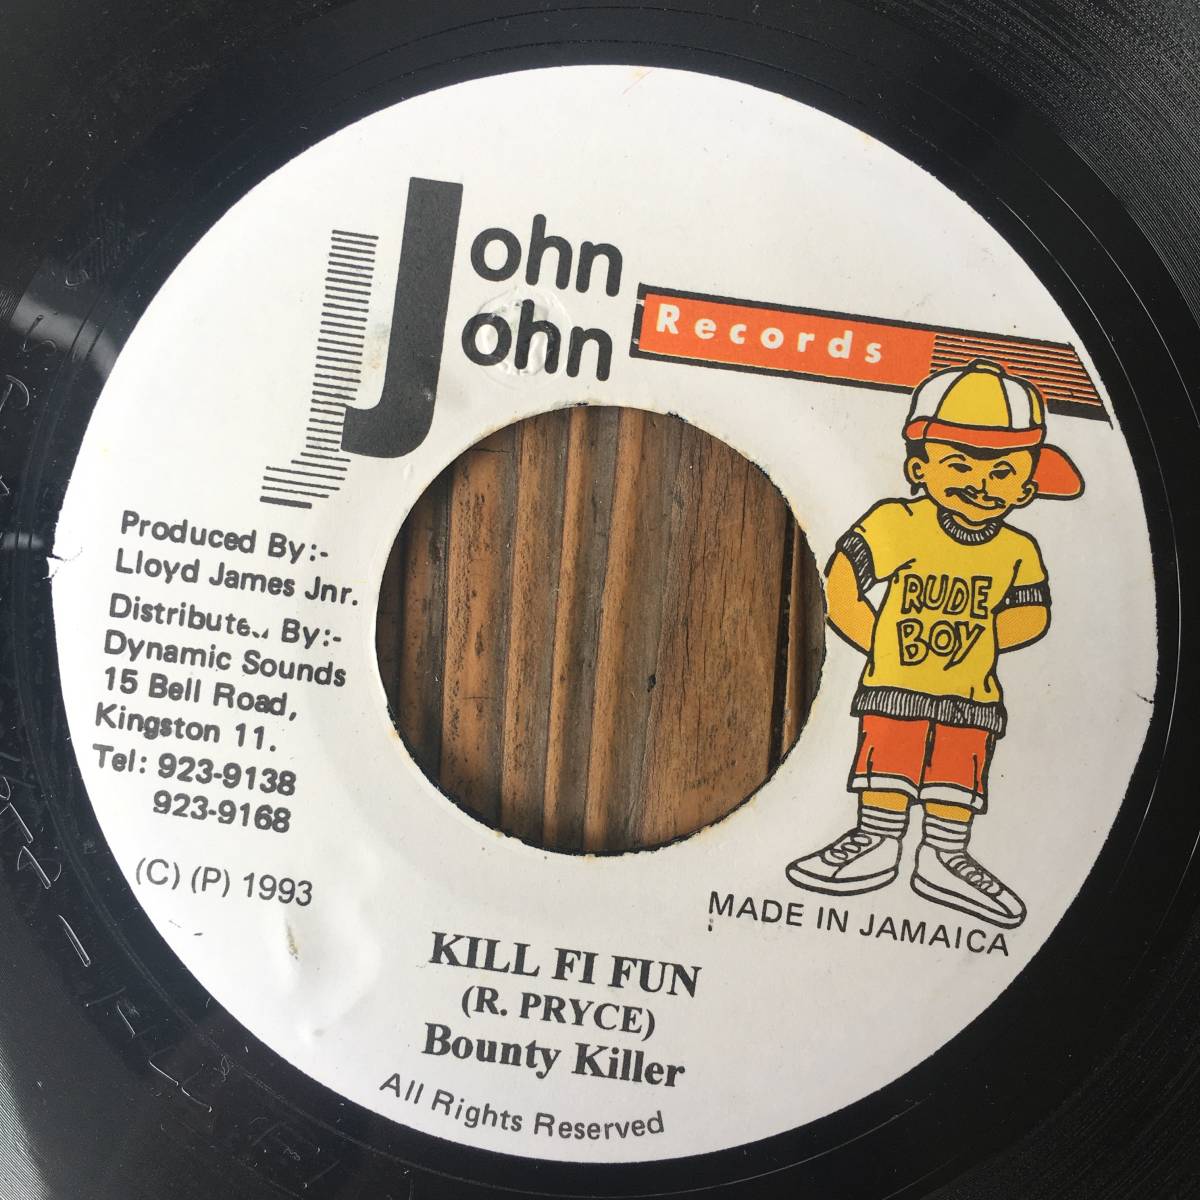 John
John
Records
Produced By:-
Lloyd James Jnr.
Distributed By:-
Dynamic Sounds
15 Bell Road,
Kingston 11.
Tel: 923-9138
923-9168
(C) (P) 1993
RUDE
BOY
MADE IN JAMAICA
KILL FI FUN
(R. PRYCE)
Bounty Killer
All Rights Reserved